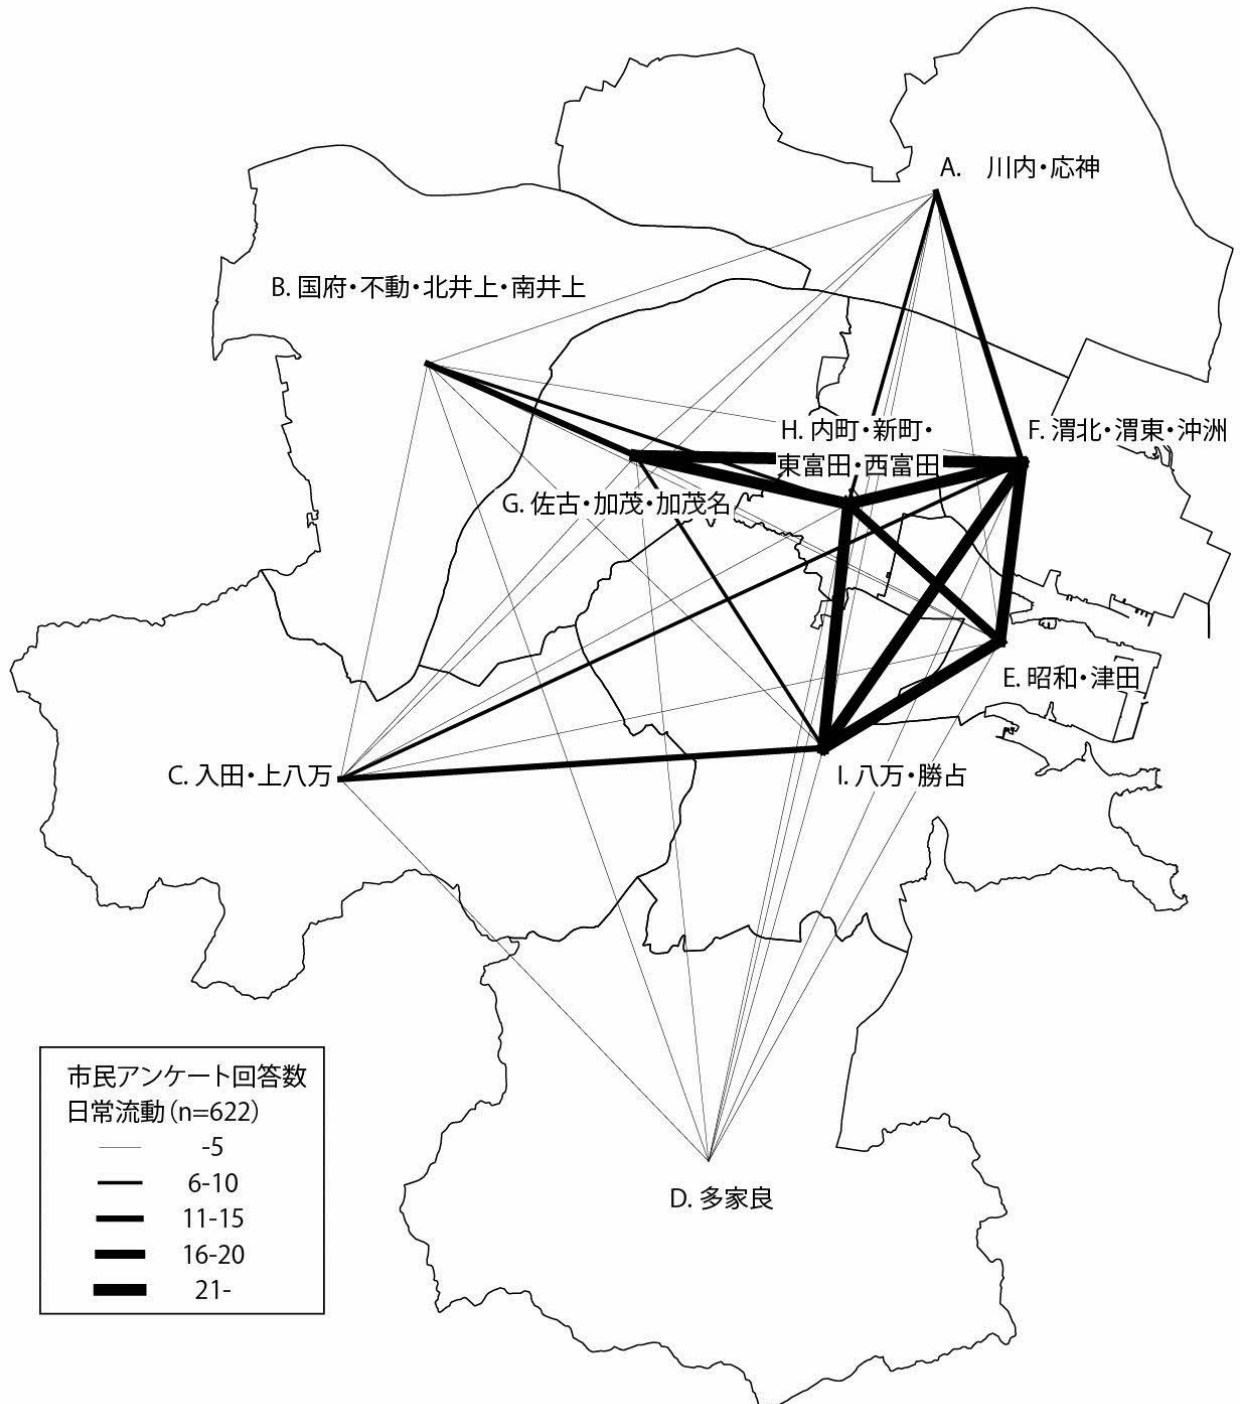 A. 川内・応神
B. 国府・不動・北井上・南井上
H. 内町・新町・
東富田・西富田
F. 渭北・渭東・沖洲
G. 佐古・加茂・加茂名
E. 昭和・津田
C. 入田・上八万
I. 八万・勝占
D. 多家良
市民アンケート回答数
日常流動(n=622)
-5
6-10
11-15
16-20
21-